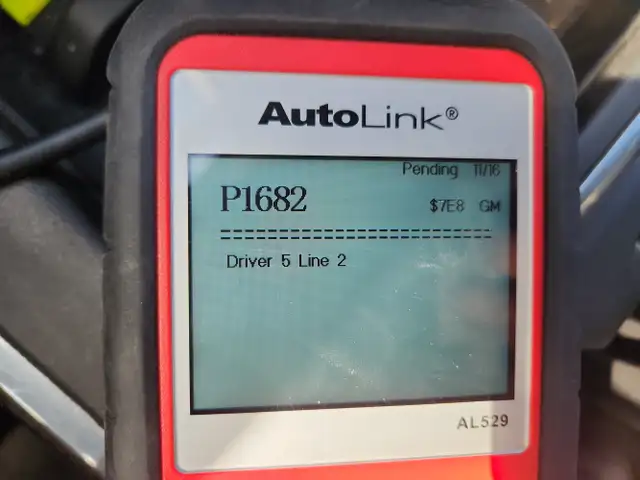 AutoLink®
Pending 11/16
P1682
$7E8 GM
==============================
Driver 5 Line 2
AL529